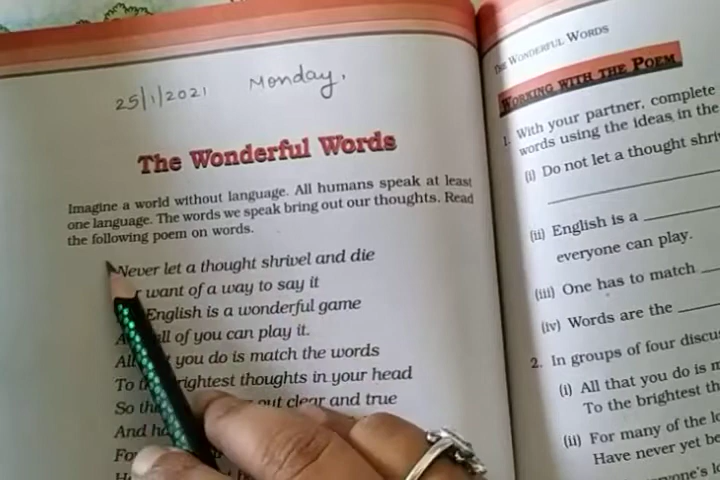 25/1/2021 Monday,
The Wonderful Words
Imagine a world without language. All humans speak at least
one language. The words we speak bring out our thoughts. Read
the following poem on words.
Never let a thought shrivel and die
want of a way to say it
English is a wonderful game
of you can play it.
All you do is match the words
To brightest thoughts in your head
So out clear and true
And
THE WONDERFUL WORDS
WORKING WITH THE POEM
1. With your partner, complete
words using the ideas in the
(i) Do not let a thought
(ii) English is a
everyone can play.
(iii) One has to match
(iv) Words are the
2. In groups of four
(i) All that you do is
To the brightest
(ii) For many of the
Have never yet